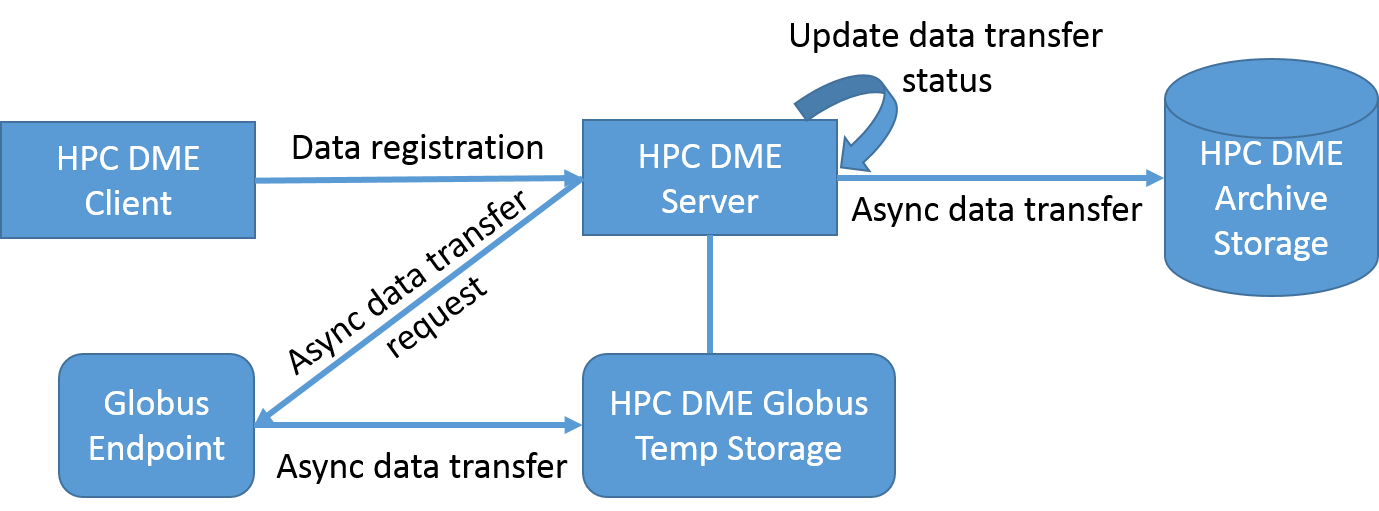 Update data transfer
status
HPC DME
Client
Data registration
HPC DME
Server
Async data transfer
HPC DME
Archive
Storage
Async data transfer
request
Globus
Endpoint
Async data transfer
HPC DME Globus
Temp Storage